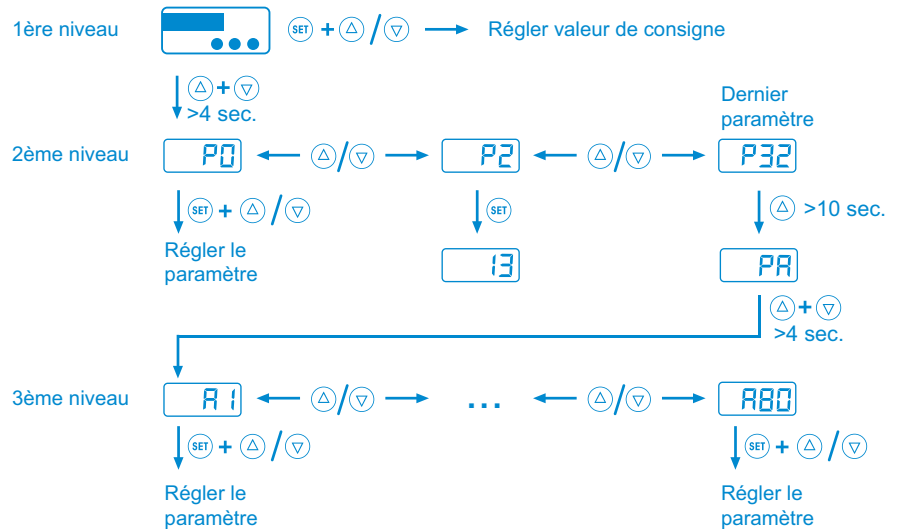 1ère niveau SET + / Régler valeur de consigne
+
>4 sec.
Dernier
paramètre
2ème niveau P0 / P2 / P32
SET + / SET >10 sec.
Régler le
paramètre
13 PA
+
>4 sec.
3ème niveau A1 / ... / A80
SET + / SET + /
Régler le Régler le
paramètre paramètre